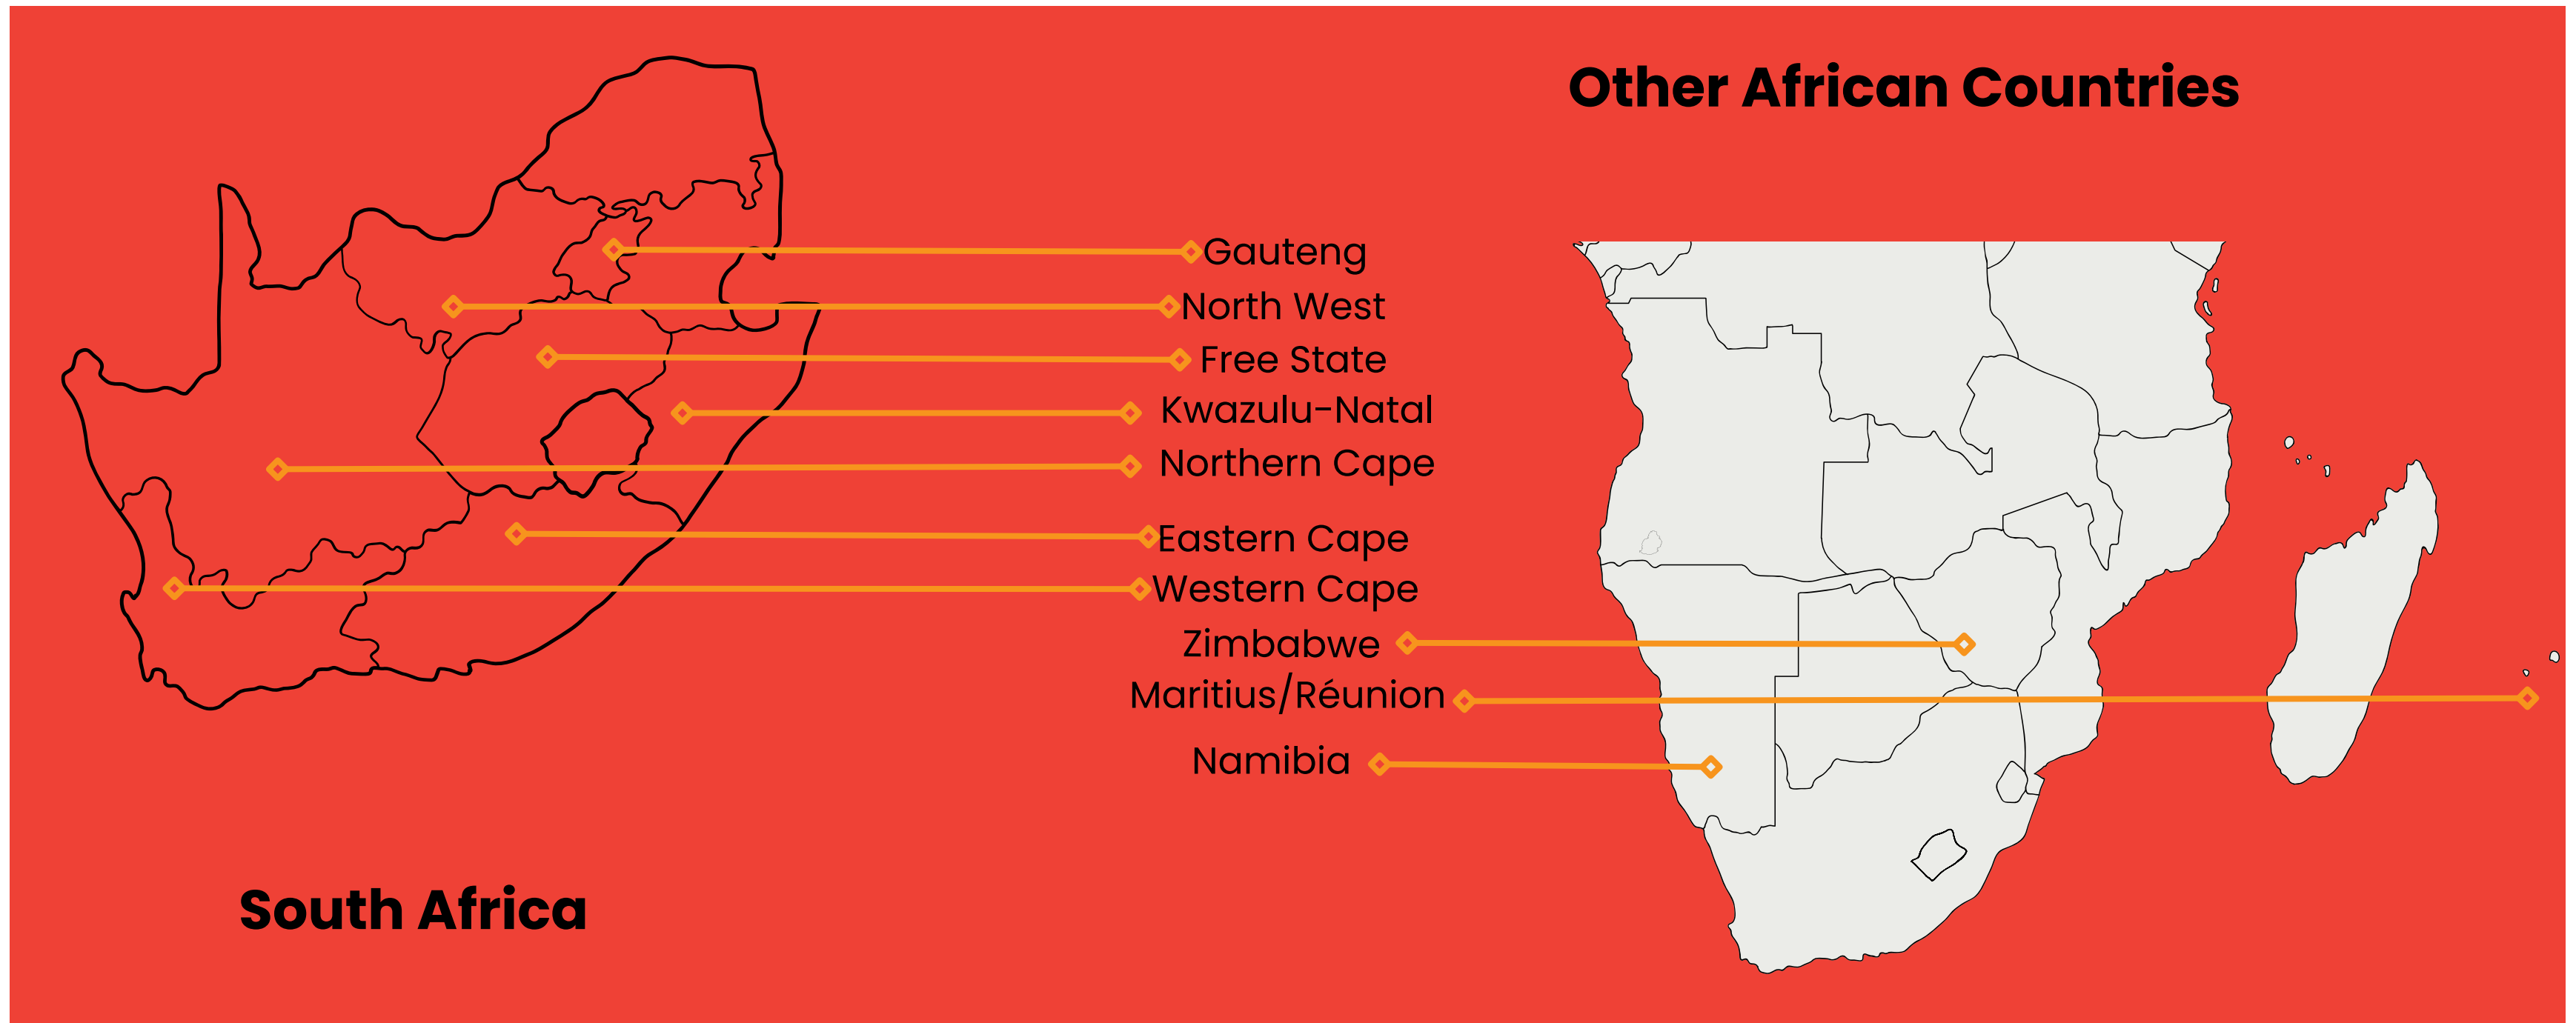 Other African Countries
Gauteng
North West
Free State
Kwazulu-Natal
Northern Cape
Eastern Cape
Western Cape
Zimbabwe
Maritius/Réunion
Namibia
South Africa